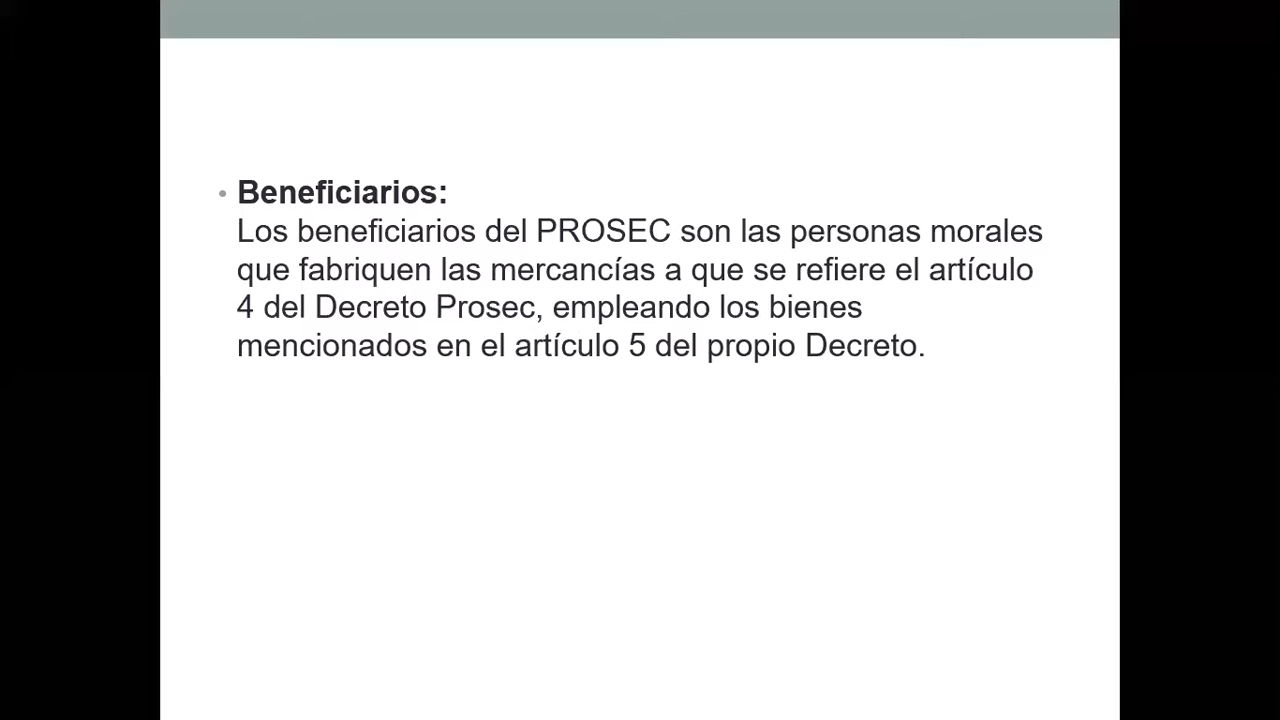 • Beneficiarios:
Los beneficiarios del PROSEC son las personas morales
que fabriquen las mercancías a que se refiere el artículo
4 del Decreto Prosec, empleando los bienes
mencionados en el artículo 5 del propio Decreto.